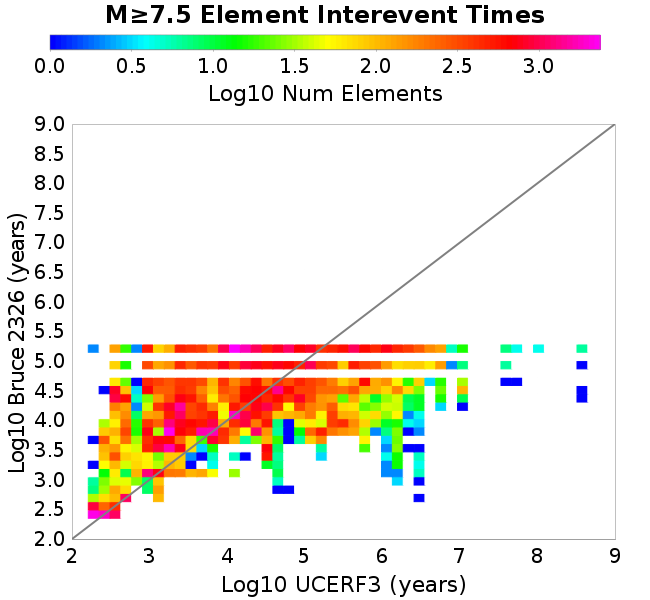 M≥7.5 Element Interevent Times
0.0 0.5 1.0 1.5 2.0 2.5 3.0
Log10 Num Elements
9.0
8.5
8.0
7.5
7.0
6.5
6.0
5.5
5.0
4.5
4.0
3.5
3.0
2.5
2.0
Log10 Bruce 2326 (years)
2 3 4 5 6 7 8 9
Log10 UCERF3 (years)